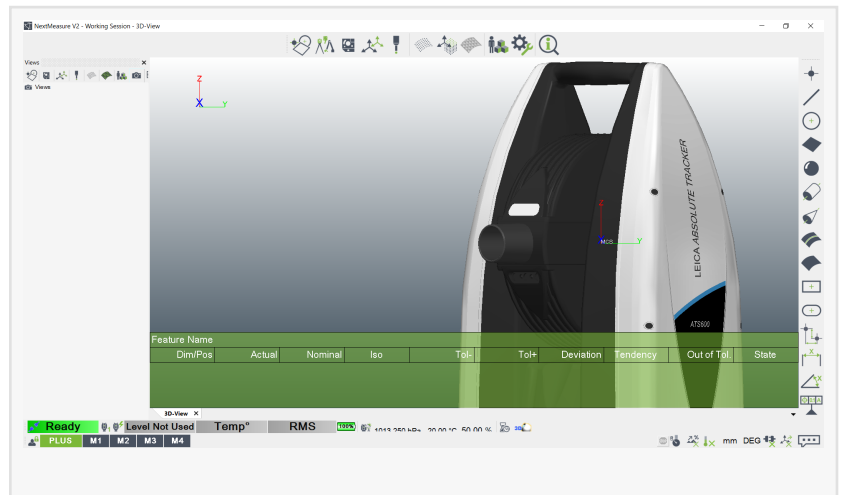 NextMeasure V2 - Working Session - 3D-View
Views
Views
Z
X Y
LEICA ABSOLUTE TRACKER
Z
MCS Y
ATS600
Feature Name
Dim/Pos Actual Nominal Iso Tol- Tol+ Deviation Tendency Out of Tol. State
3D-View
Ready Level Not Used Temp° RMS 100% 1013.250 hPa 20.00 °C 50.00 %
PLUS M1 M2 M3 M4 mm DEG